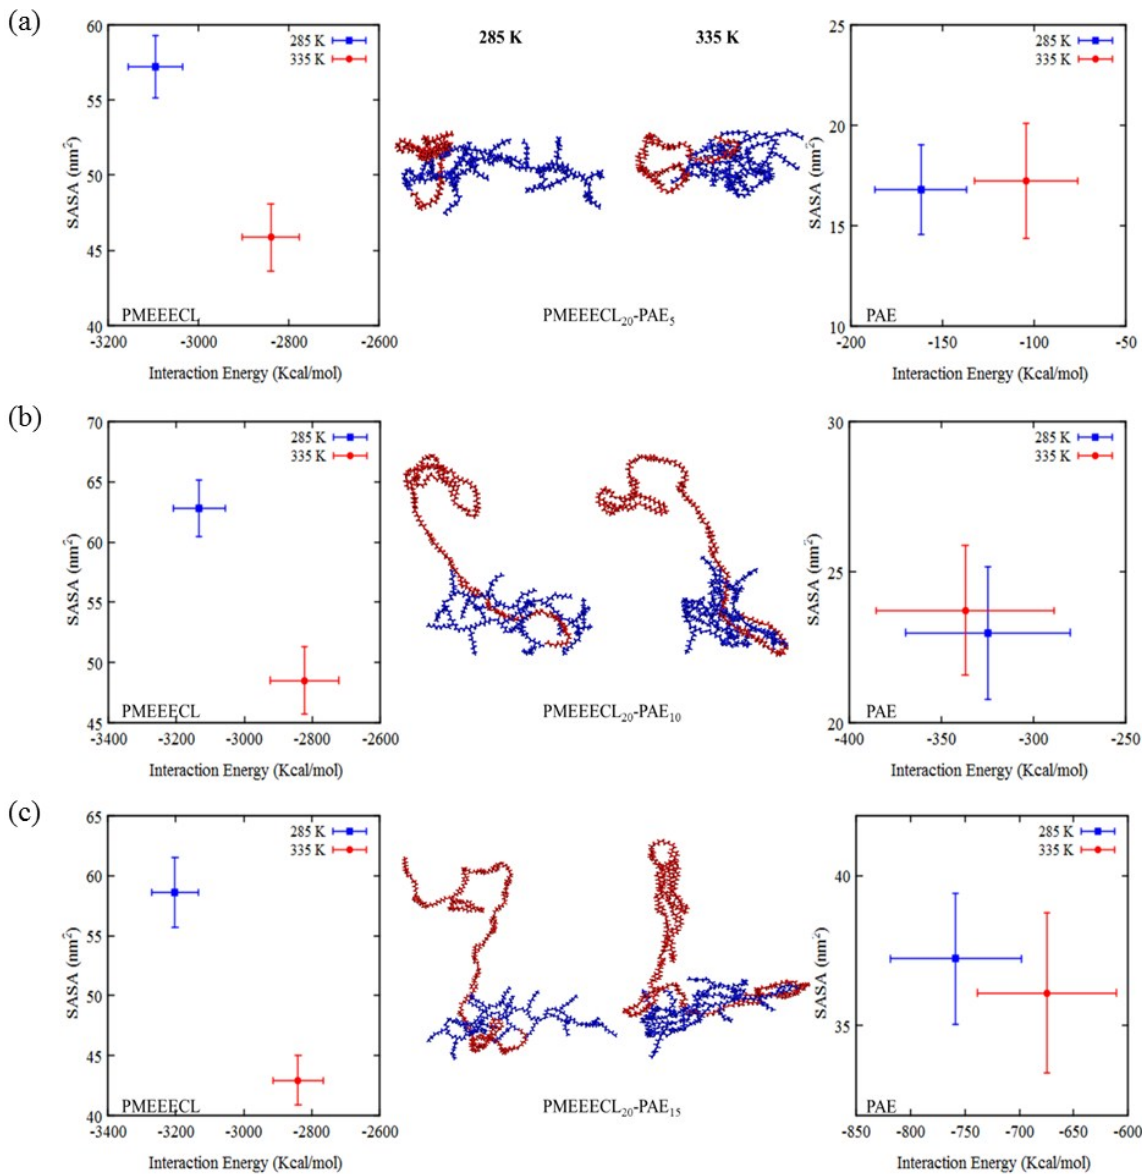 (a)
60
55
50
45
40
SASA (nm²)
285 K
335 K
PMEEECL
-3200 -3000 -2800 -2600
Interaction Energy (Kcal/mol)
285 K 335 K
PMEEECL₂₀-PAE₅
25
20
15
10
SASA (nm²)
285 K
335 K
PAE
-200 -150 -100 -50
Interaction Energy (Kcal/mol)
(b)
70
65
60
55
50
45
SASA (nm²)
285 K
335 K
PMEEECL
-3400 -3200 -3000 -2800 -2600
Interaction Energy (Kcal/mol)
PMEEECL₂₀-PAE₁₀
30
25
20
SASA (nm²)
285 K
335 K
PAE
-400 -350 -300 -250
Interaction Energy (Kcal/mol)
(c)
65
60
55
50
45
40
SASA (nm²)
285 K
335 K
PMEEECL
-3400 -3200 -3000 -2800 -2600
Interaction Energy (Kcal/mol)
PMEEECL₂₀-PAE₁₅
40
35
SASA (nm²)
285 K
335 K
PAE
-850 -800 -750 -700 -650 -600
Interaction Energy (Kcal/mol)